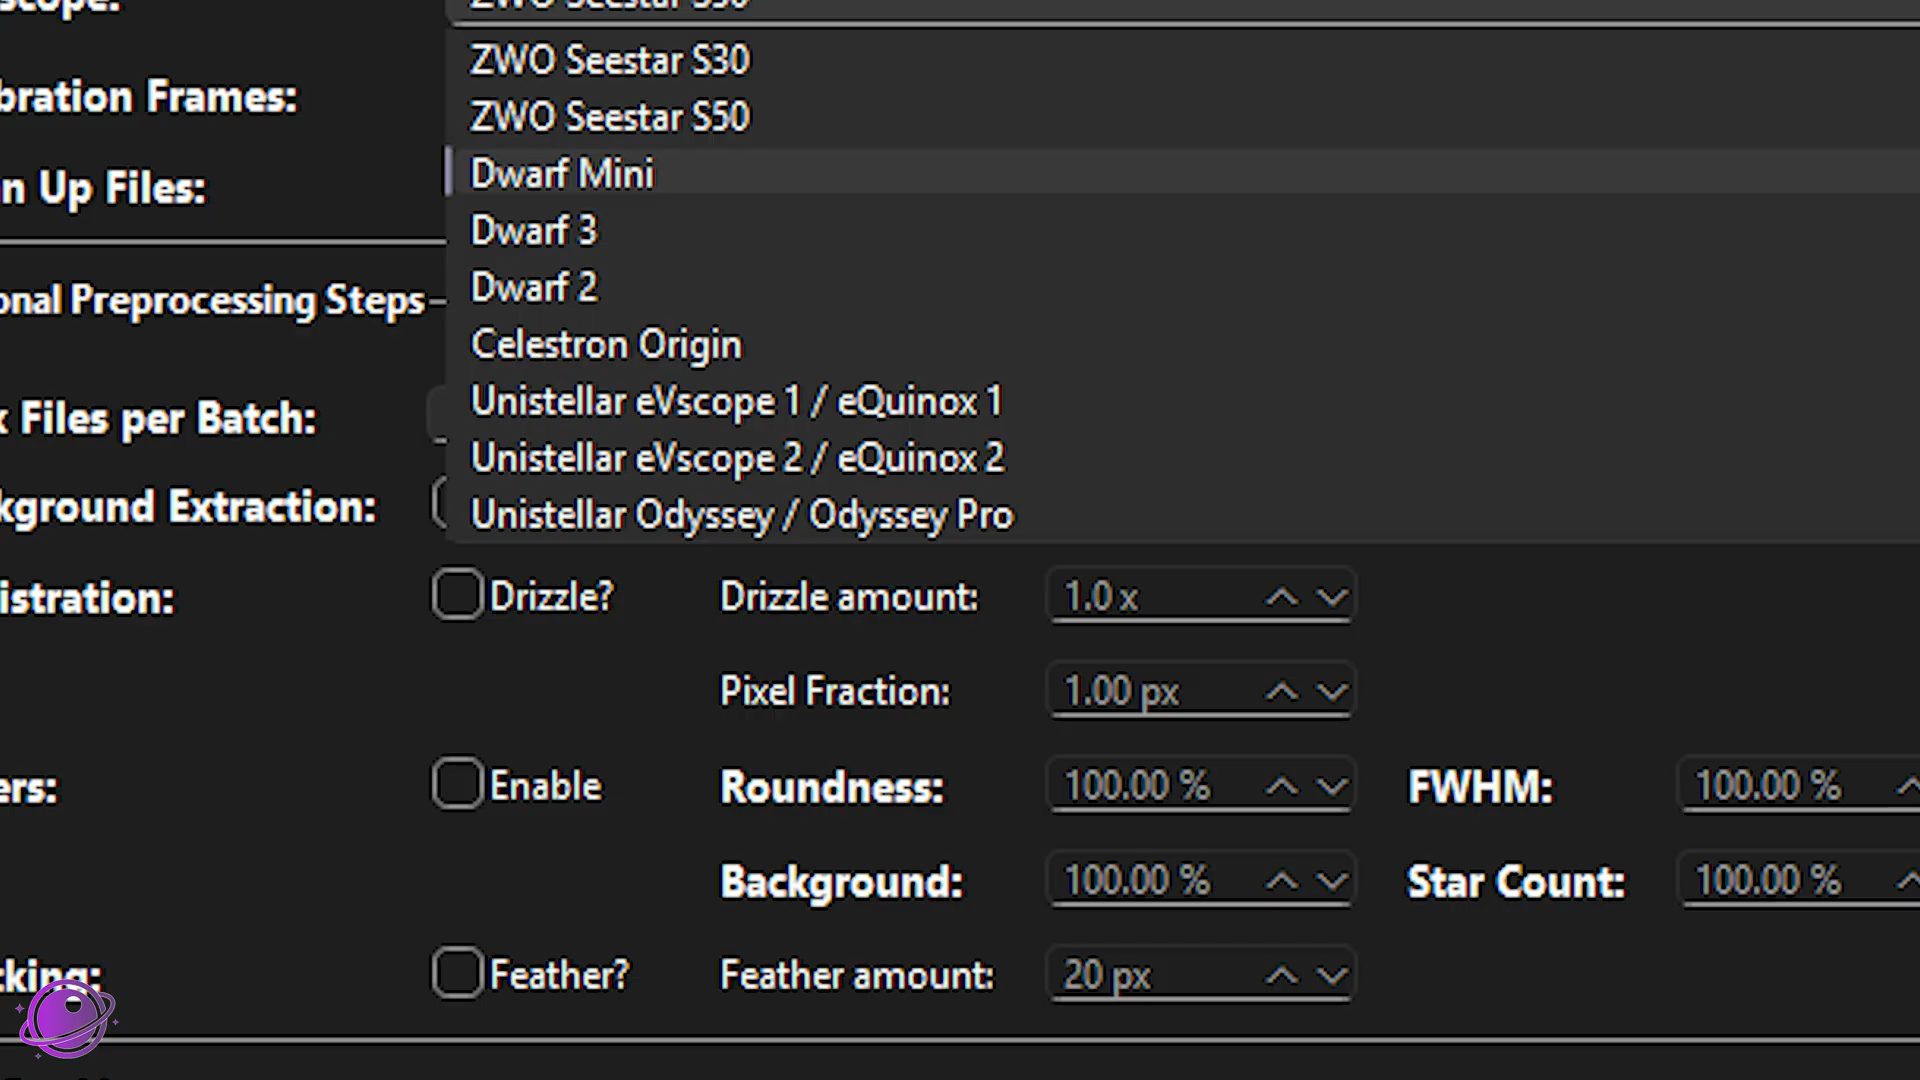 scope:
ZWO Seestar S30
ZWO Seestar S50
bration Frames:
Dwarf Mini
n Up Files:
Dwarf 3
Dwarf 2
onal Preprocessing Steps
Celestron Origin
Unistellar eVscope 1 / eQuinox 1
x Files per Batch:
Unistellar eVscope 2 / eQuinox 2
kground Extraction:
Unistellar Odyssey / Odyssey Pro
istration: Drizzle? Drizzle amount: 1.0 x
Pixel Fraction: 1.00 px
ers: Enable Roundness: 100.00 % FWHM: 100.00 %
Background: 100.00 % Star Count: 100.00 %
cking: Feather? Feather amount: 20 px